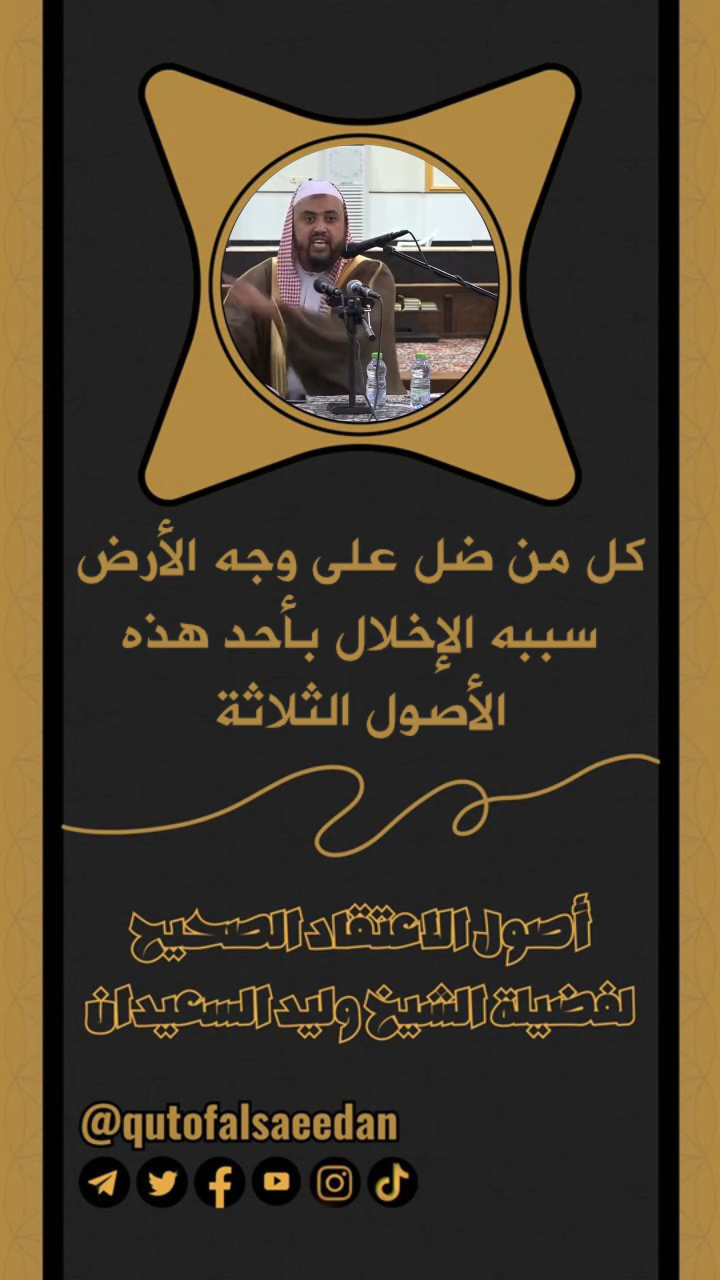 كل من ضل على وجه الأرض
سببه الإخلال بأحد هذه
الأصول الثلاثة
أصول الاعتقاد الصحيح
لفضيلة الشيخ وليد السعيدان
@qutofalsaeedan